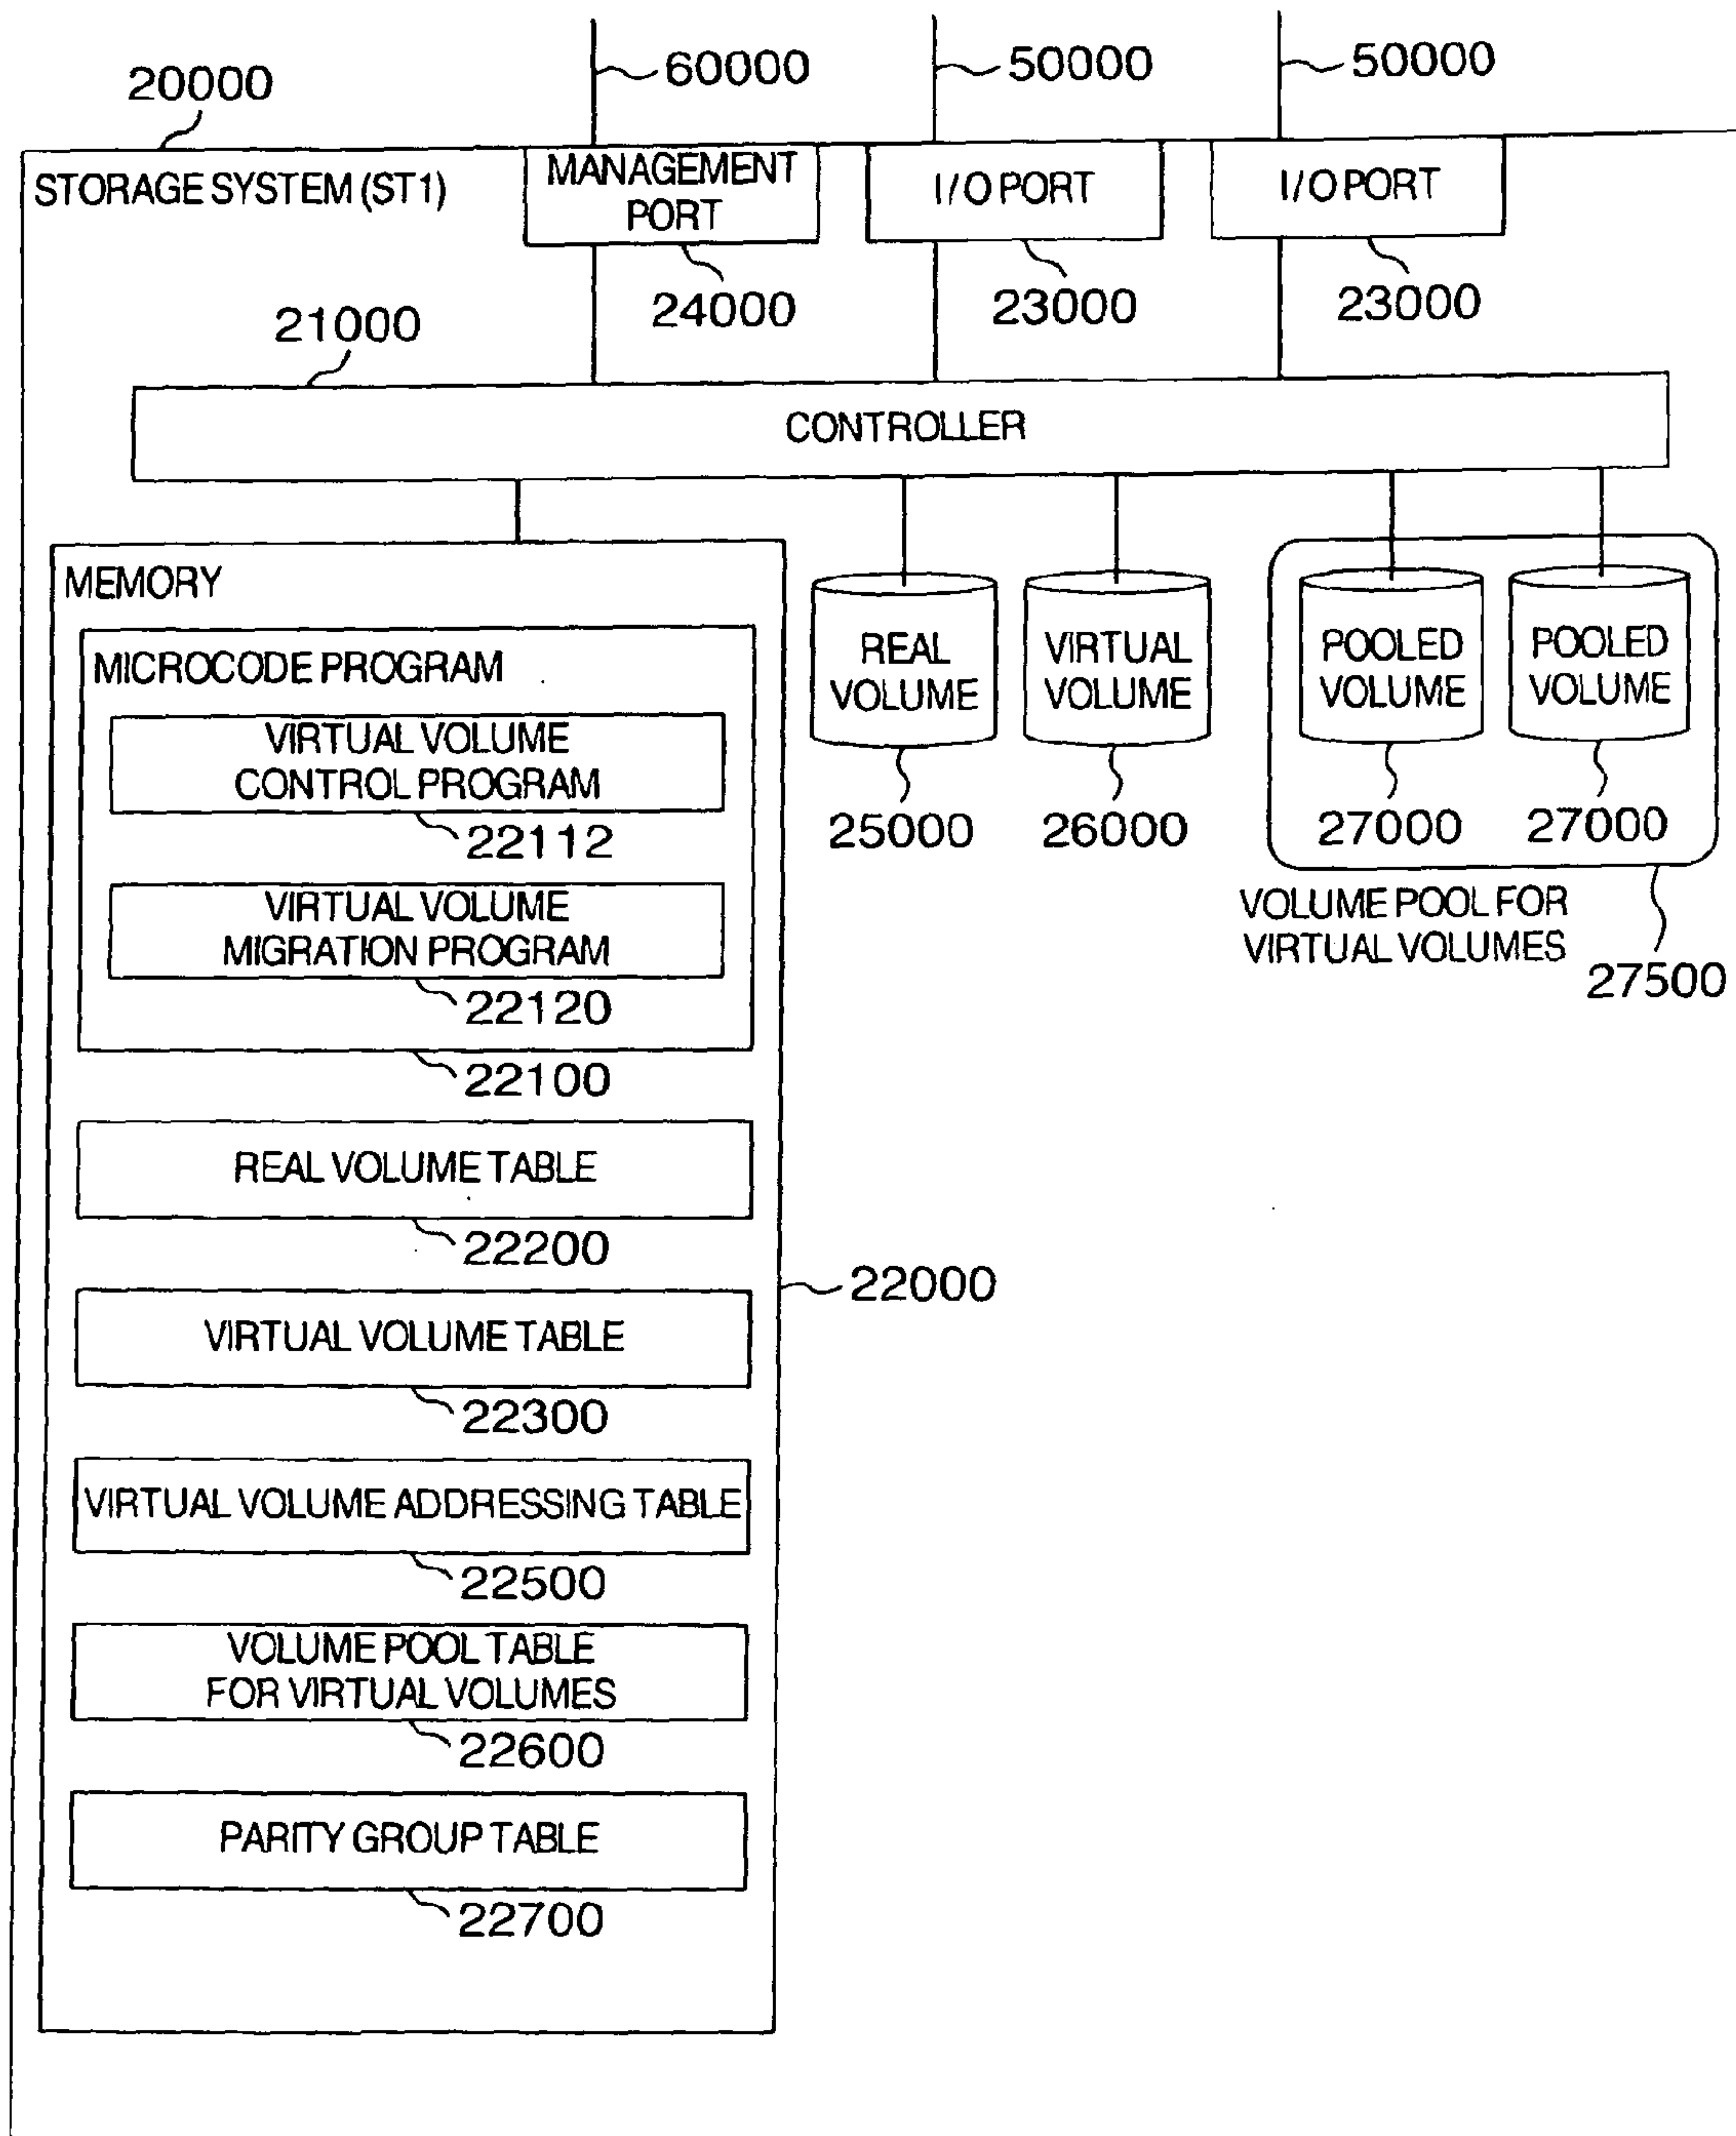 60000
50000
50000
20000
STORAGE SYSTEM (ST1)
MANAGEMENT
PORT
I/O PORT
I/O PORT
24000
23000
23000
21000
CONTROLLER
MEMORY
MICROCODE PROGRAM
VIRTUAL VOLUME
CONTROL PROGRAM
22112
VIRTUAL VOLUME
MIGRATION PROGRAM
22120
22100
REAL VOLUME TABLE
22200
VIRTUAL VOLUME TABLE
22300
VIRTUAL VOLUME ADDRESSING TABLE
22500
VOLUME POOL TABLE
FOR VIRTUAL VOLUMES
22600
PARITY GROUP TABLE
22700
22000
REAL
VOLUME
25000
VIRTUAL
VOLUME
26000
POOLED
VOLUME
27000
POOLED
VOLUME
27000
VOLUME POOL FOR
VIRTUAL VOLUMES
27500